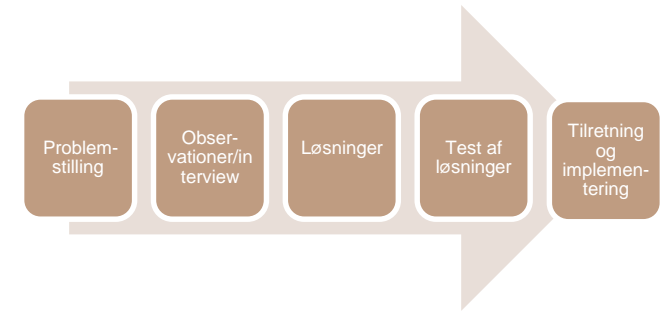 Problem-
stilling
Obser-
vationer/in
terview
Løsninger
Test af
løsninger
Tilretning
og
implemen-
tering